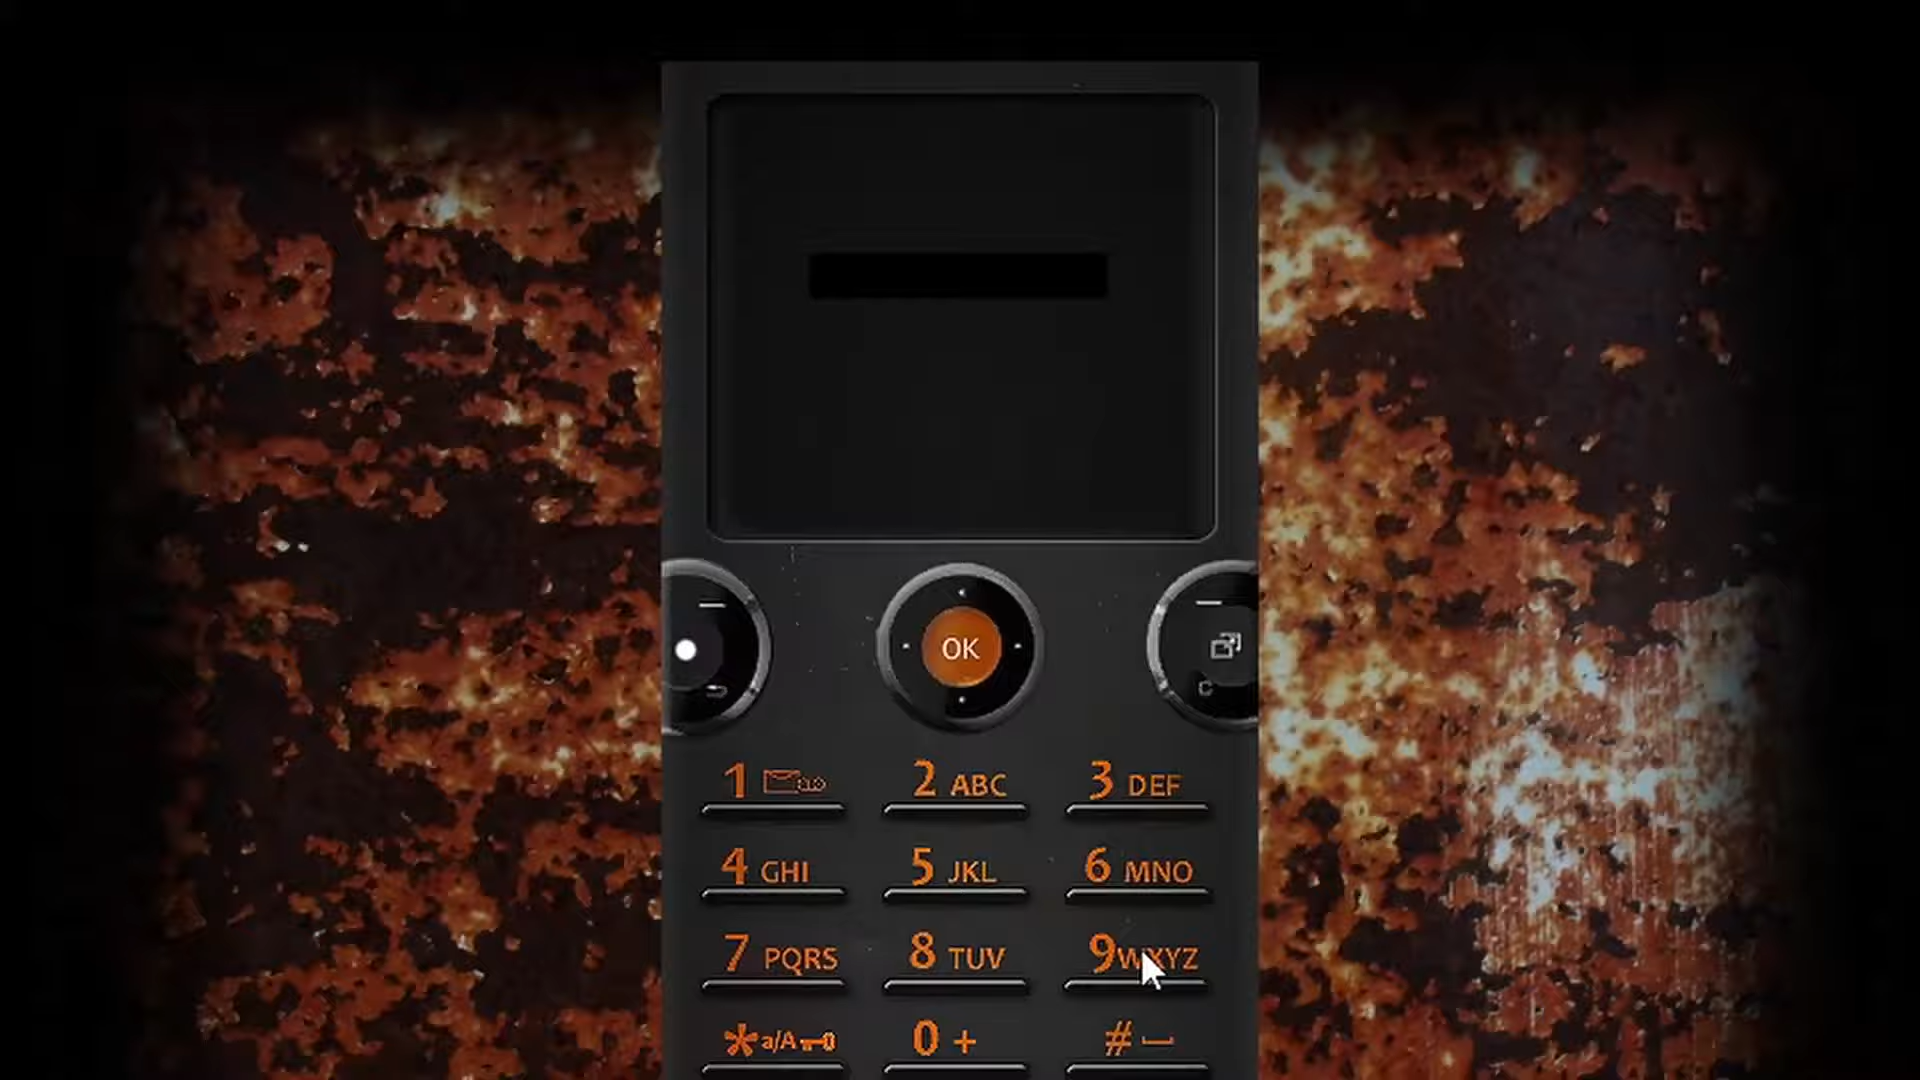 OK
1
2 ABC
3 DEF
4 GHI
5 JKL
6 MNO
7 PQRS
8 TUV
9 WXYZ
* a/A
0 +
#
C